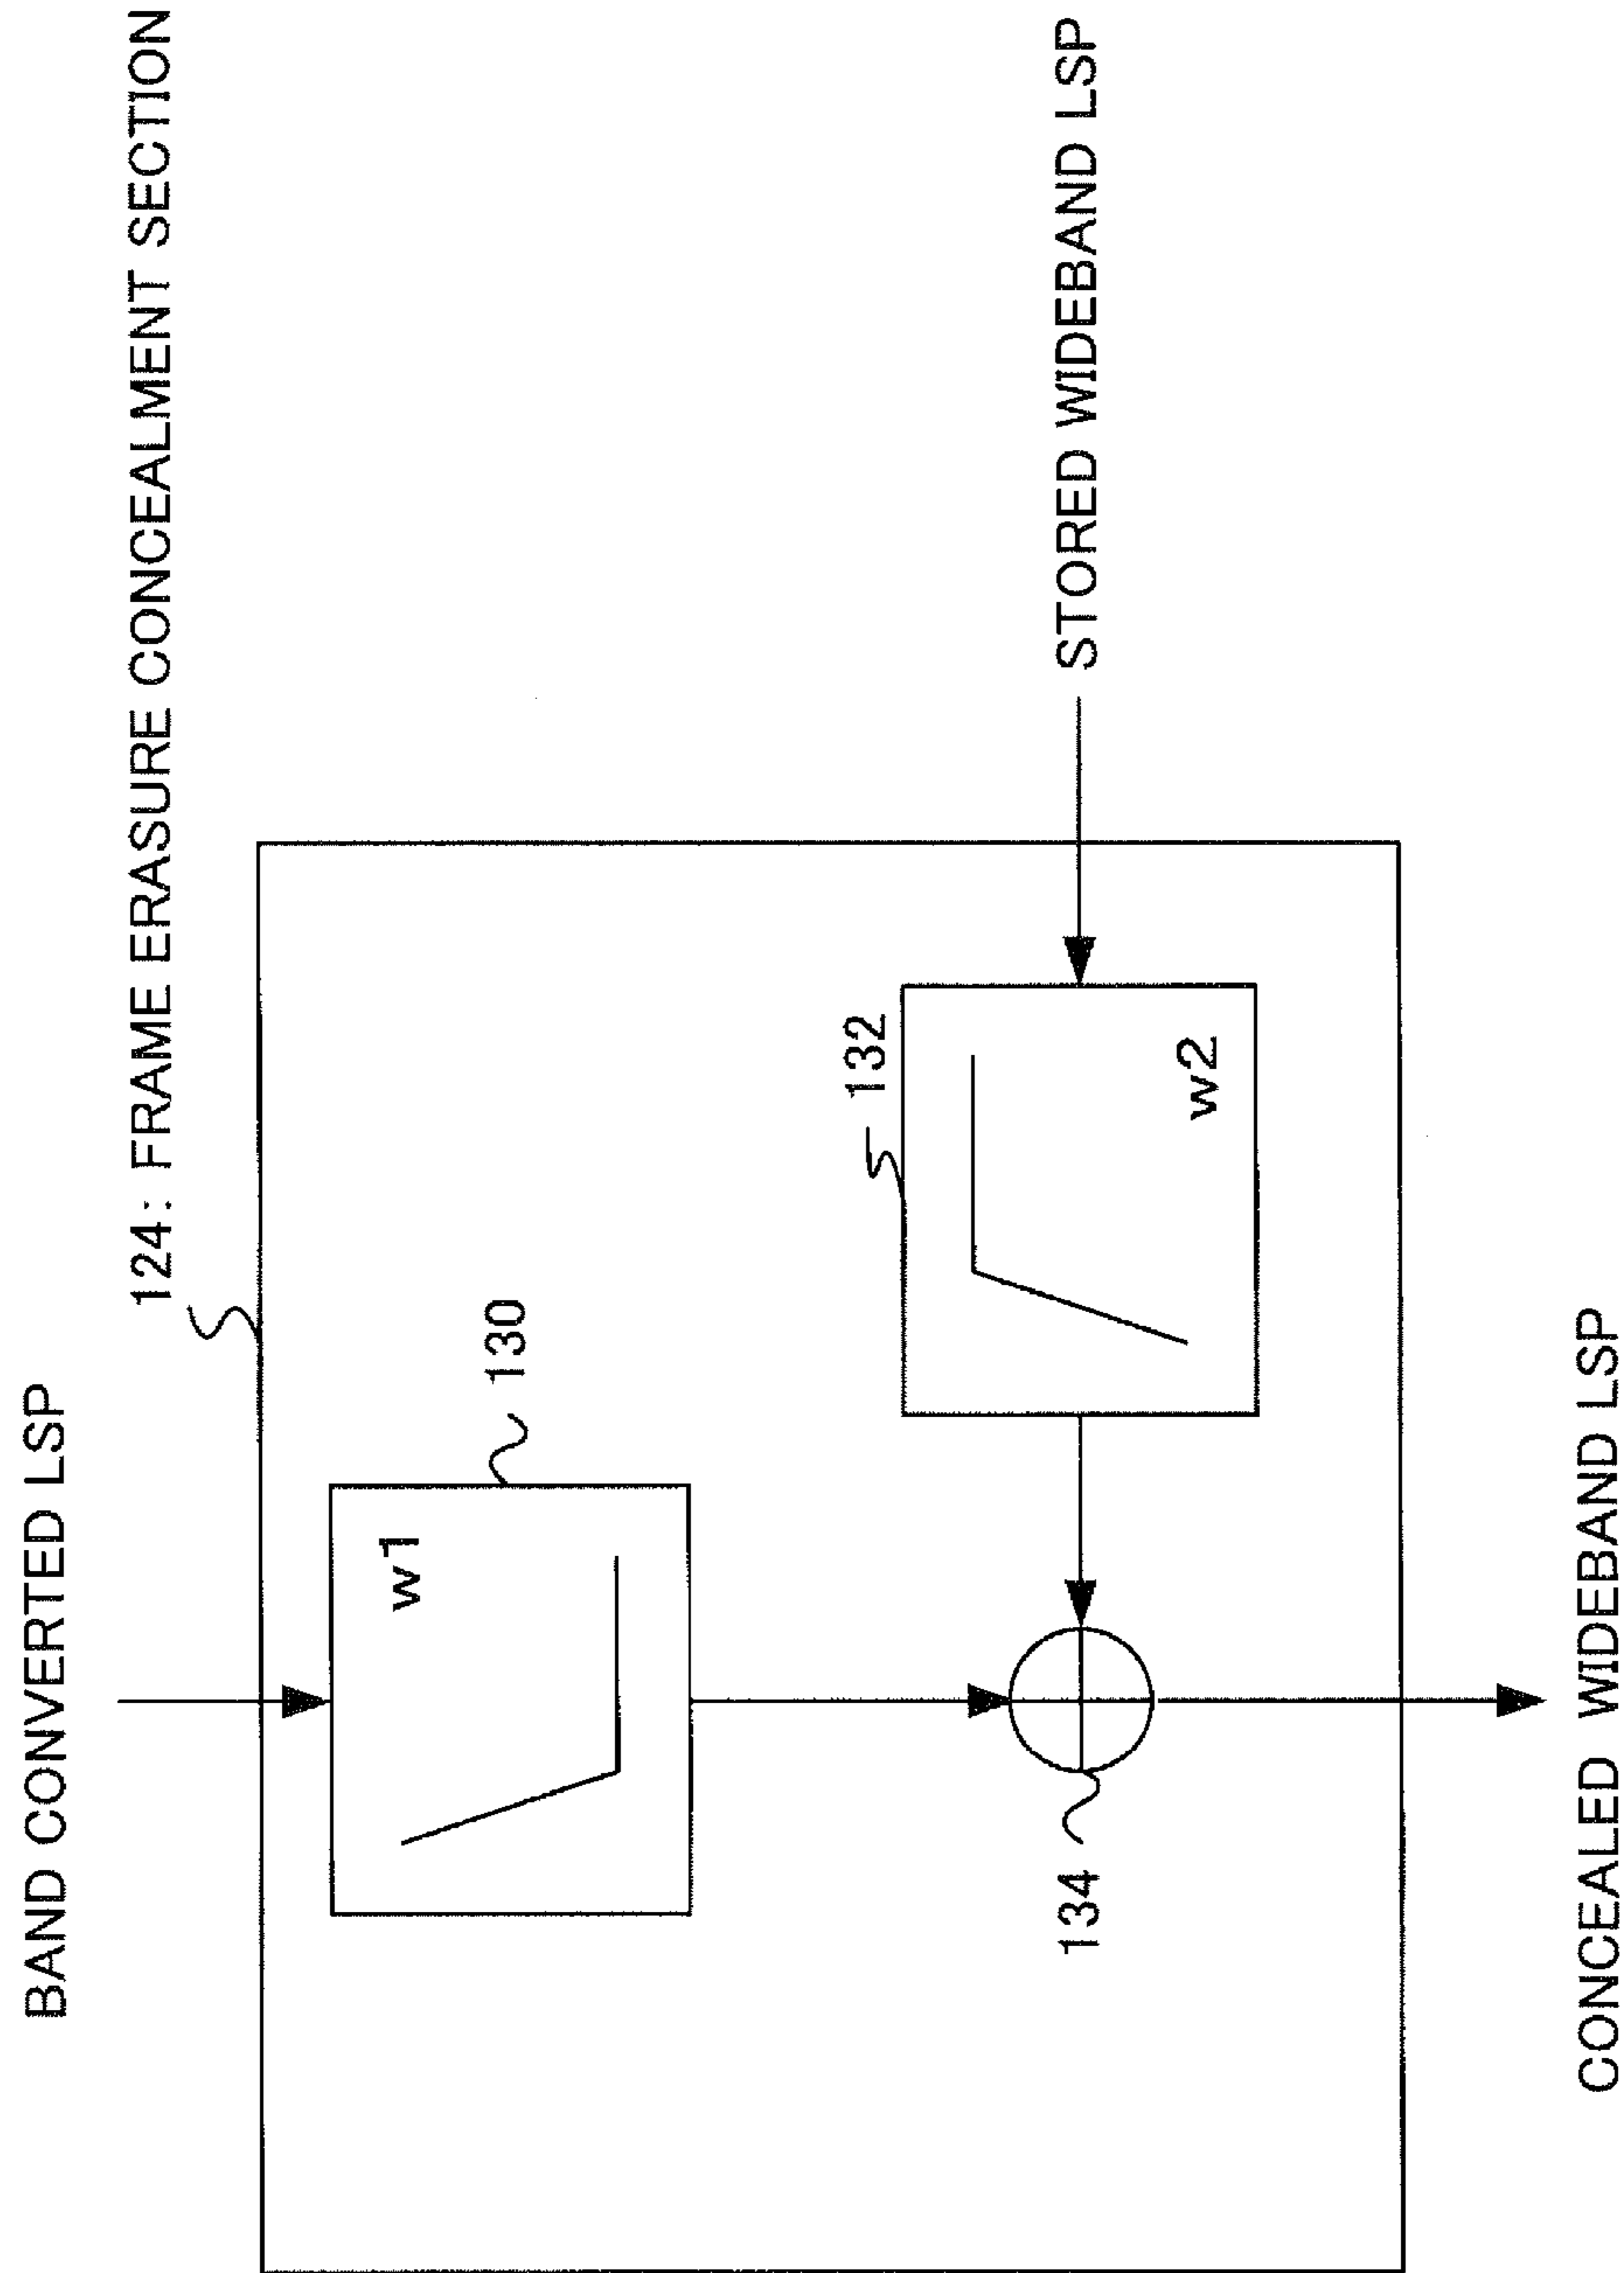 BAND CONVERTED LSP
124: FRAME ERASURE CONCEALMENT SECTION
w1
130
132
w2
STORED WIDEBAND LSP
134
CONCEALED WIDEBAND LSP